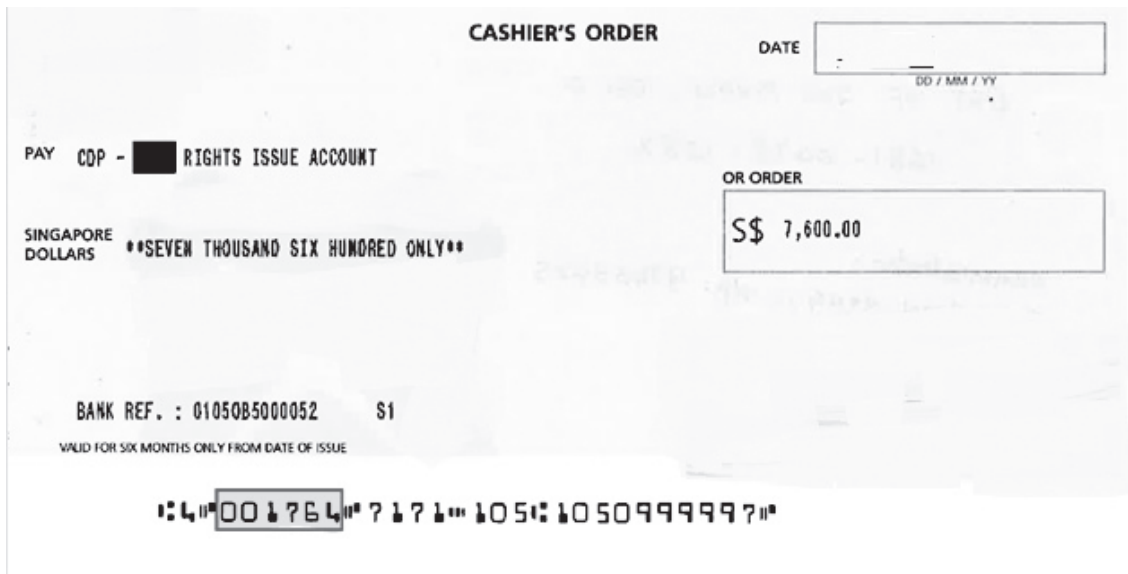 CASHIER'S ORDER
DATE
DD / MM / YY
PAY CDP - RIGHTS ISSUE ACCOUNT
OR ORDER
SINGAPORE DOLLARS **SEVEN THOUSAND SIX HUNDRED ONLY**
S$ 7,600.00
BANK REF. : 01050B5000052 S1
VALID FOR SIX MONTHS ONLY FROM DATE OF ISSUE
⑆4⑈001764⑈7171⑉105⑆1050999997⑈